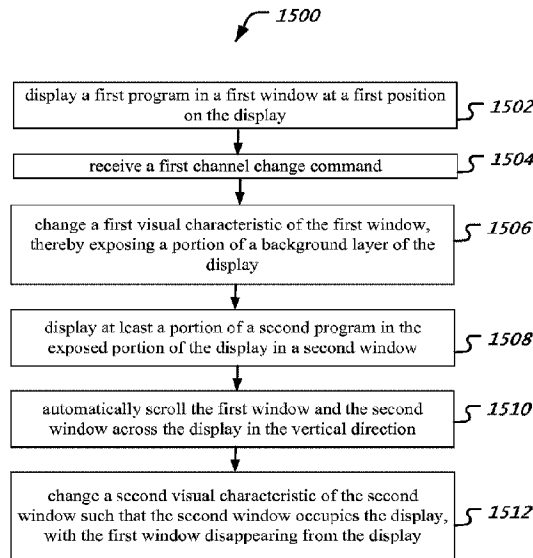 1500
display a first program in a first window at a first position
on the display
1502
receive a first channel change command
1504
change a first visual characteristic of the first window,
thereby exposing a portion of a background layer of the
display
1506
display at least a portion of a second program in the
exposed portion of the display in a second window
1508
automatically scroll the first window and the second
window across the display in the vertical direction
1510
change a second visual characteristic of the second
window such that the second window occupies the display,
with the first window disappearing from the display
1512